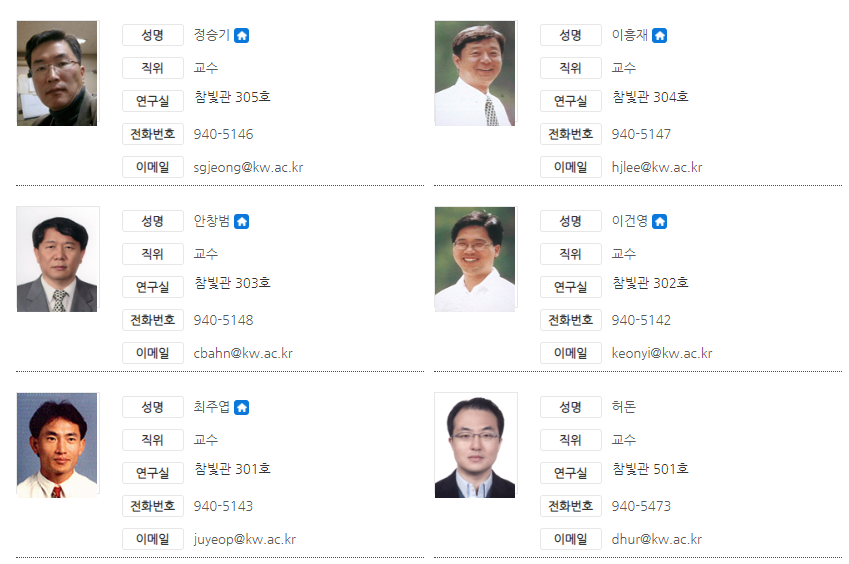 성명 정승기
직위 교수
연구실 참빛관 305호
전화번호 940-5146
이메일 sgjeong@kw.ac.kr
성명 이흥재
직위 교수
연구실 참빛관 304호
전화번호 940-5147
이메일 hjlee@kw.ac.kr
성명 안창범
직위 교수
연구실 참빛관 303호
전화번호 940-5148
이메일 cbahn@kw.ac.kr
성명 이건영
직위 교수
연구실 참빛관 302호
전화번호 940-5142
이메일 keonyi@kw.ac.kr
성명 최주엽
직위 교수
연구실 참빛관 301호
전화번호 940-5143
이메일 juyeop@kw.ac.kr
성명 허돈
직위 교수
연구실 참빛관 501호
전화번호 940-5473
이메일 dhur@kw.ac.kr